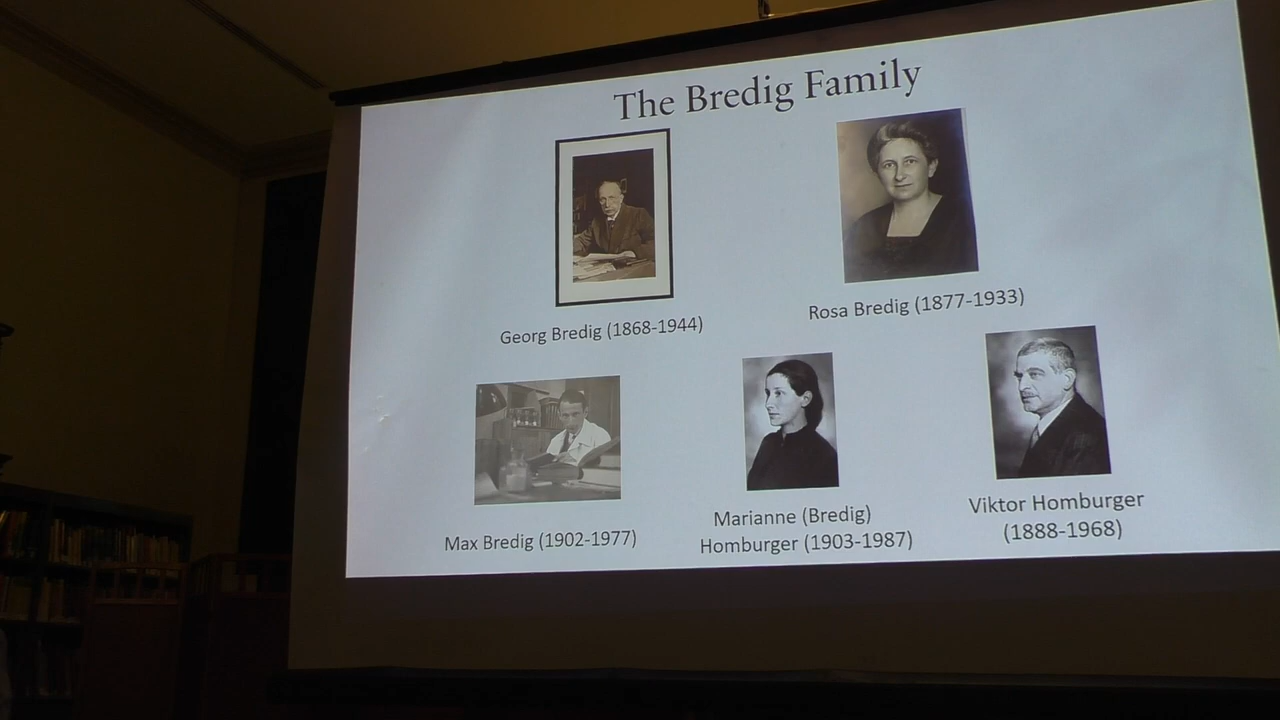 The Bredig Family
Georg Bredig (1868-1944)
Rosa Bredig (1877-1933)
Max Bredig (1902-1977)
Marianne (Bredig)
Homburger (1903-1987)
Viktor Homburger
(1888-1968)